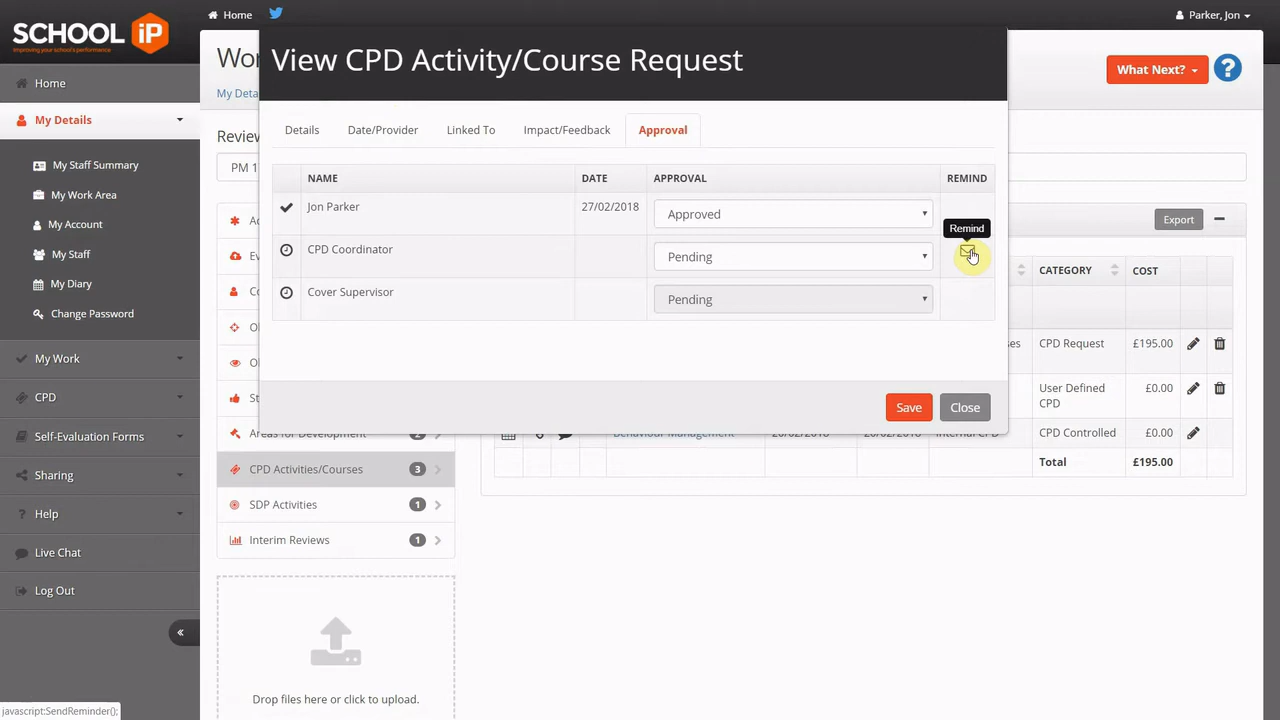 SCHOOL iP
Improving your school's performance
Home
Parker, Jon
Home
My Details
My Staff Summary
My Work Area
My Account
My Staff
My Diary
Change Password
My Work
CPD
Self-Evaluation Forms
Sharing
Help
Live Chat
Log Out
Wor
My Deta
What Next?
?
Review
PM 1
View CPD Activity/Course Request
Details
Date/Provider
Linked To
Impact/Feedback
Approval
NAME DATE APPROVAL REMIND
Jon Parker 27/02/2018 Approved
Remind
CPD Coordinator Pending
Cover Supervisor Pending
Save
Close
Export
CATEGORY COST
CPD Request £195.00
User Defined CPD £0.00
Behaviour Management 20/02/2018 20/02/2018 Internal CPD CPD Controlled £0.00
Total £195.00
Areas for Development 2
CPD Activities/Courses 3
SDP Activities 1
Interim Reviews 1
Drop files here or click to upload.
javascript:SendReminder();